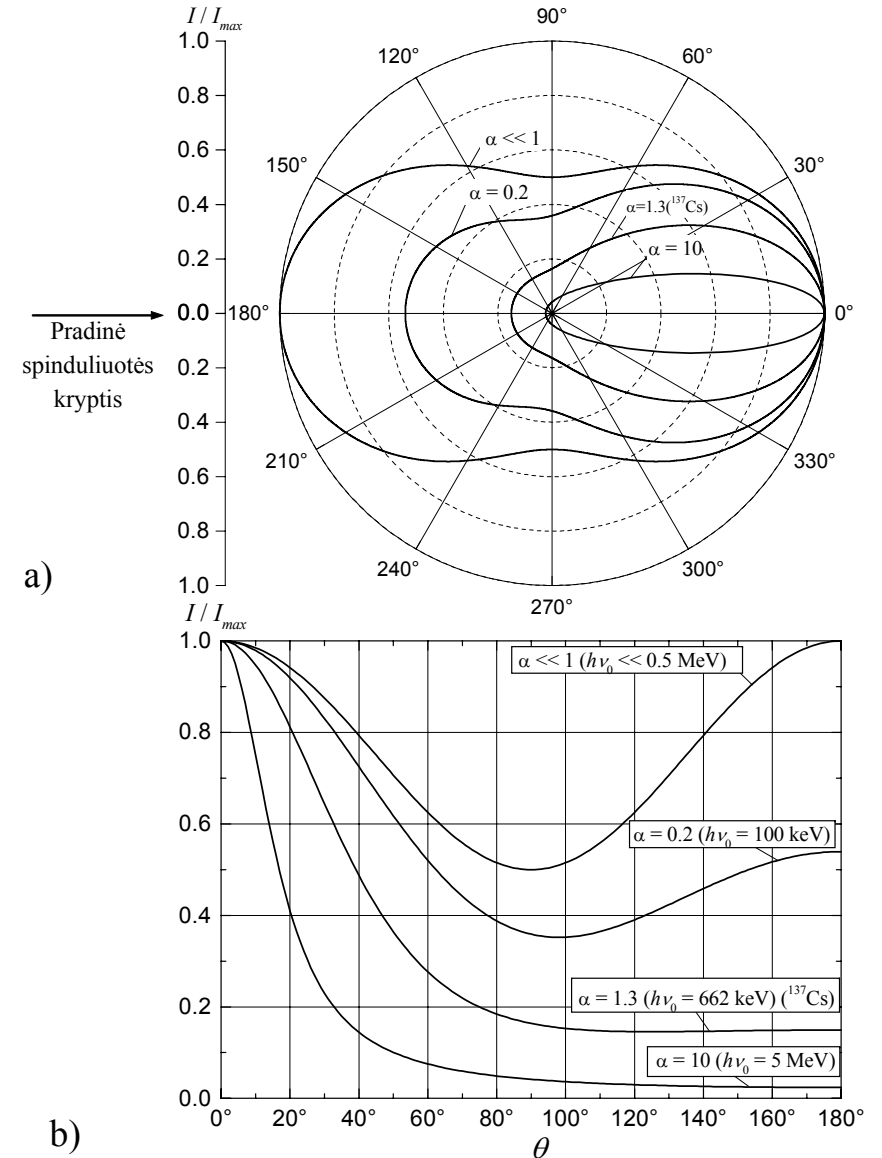 I / I_max
1.0
0.8
0.6
0.4
0.2
0.0
0.2
0.4
0.6
0.8
1.0
90°
120°
60°
150°
30°
180°
0°
210°
330°
240°
300°
270°
α << 1
α = 0.2
α=1.3(¹³⁷Cs)
α = 10
Pradinė
spinduliuotės
kryptis
a)
I / I_max
1.0
0.8
0.6
0.4
0.2
0.0
α << 1 (hν₀ << 0.5 MeV)
α = 0.2 (hν₀ = 100 keV)
α = 1.3 (hν₀ = 662 keV) (¹³⁷Cs)
α = 10 (hν₀ = 5 MeV)
0° 20° 40° 60° 80° 100° 120° 140° 160° 180°
θ
b)